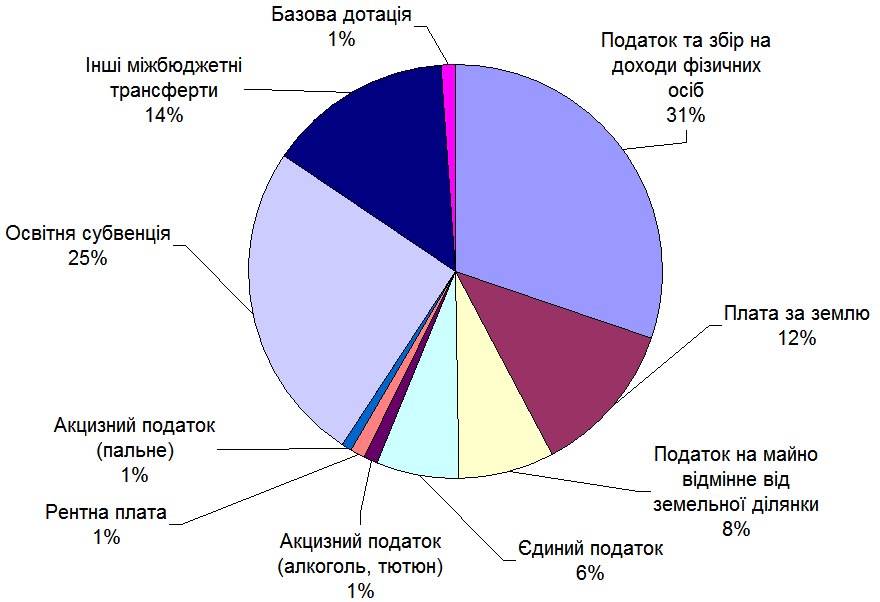 Базова дотація
1%
Податок та збір на
доходи фізичних
осіб
31%
Інші міжбюджетні
трансферти
14%
Освітня субвенція
25%
Плата за землю
12%
Акцизний податок
(пальне)
1%
Податок на майно
відмінне від
земельної ділянки
8%
Рентна плата
1%
Акцизний податок
(алкоголь, тютюн)
1%
Єдиний податок
6%